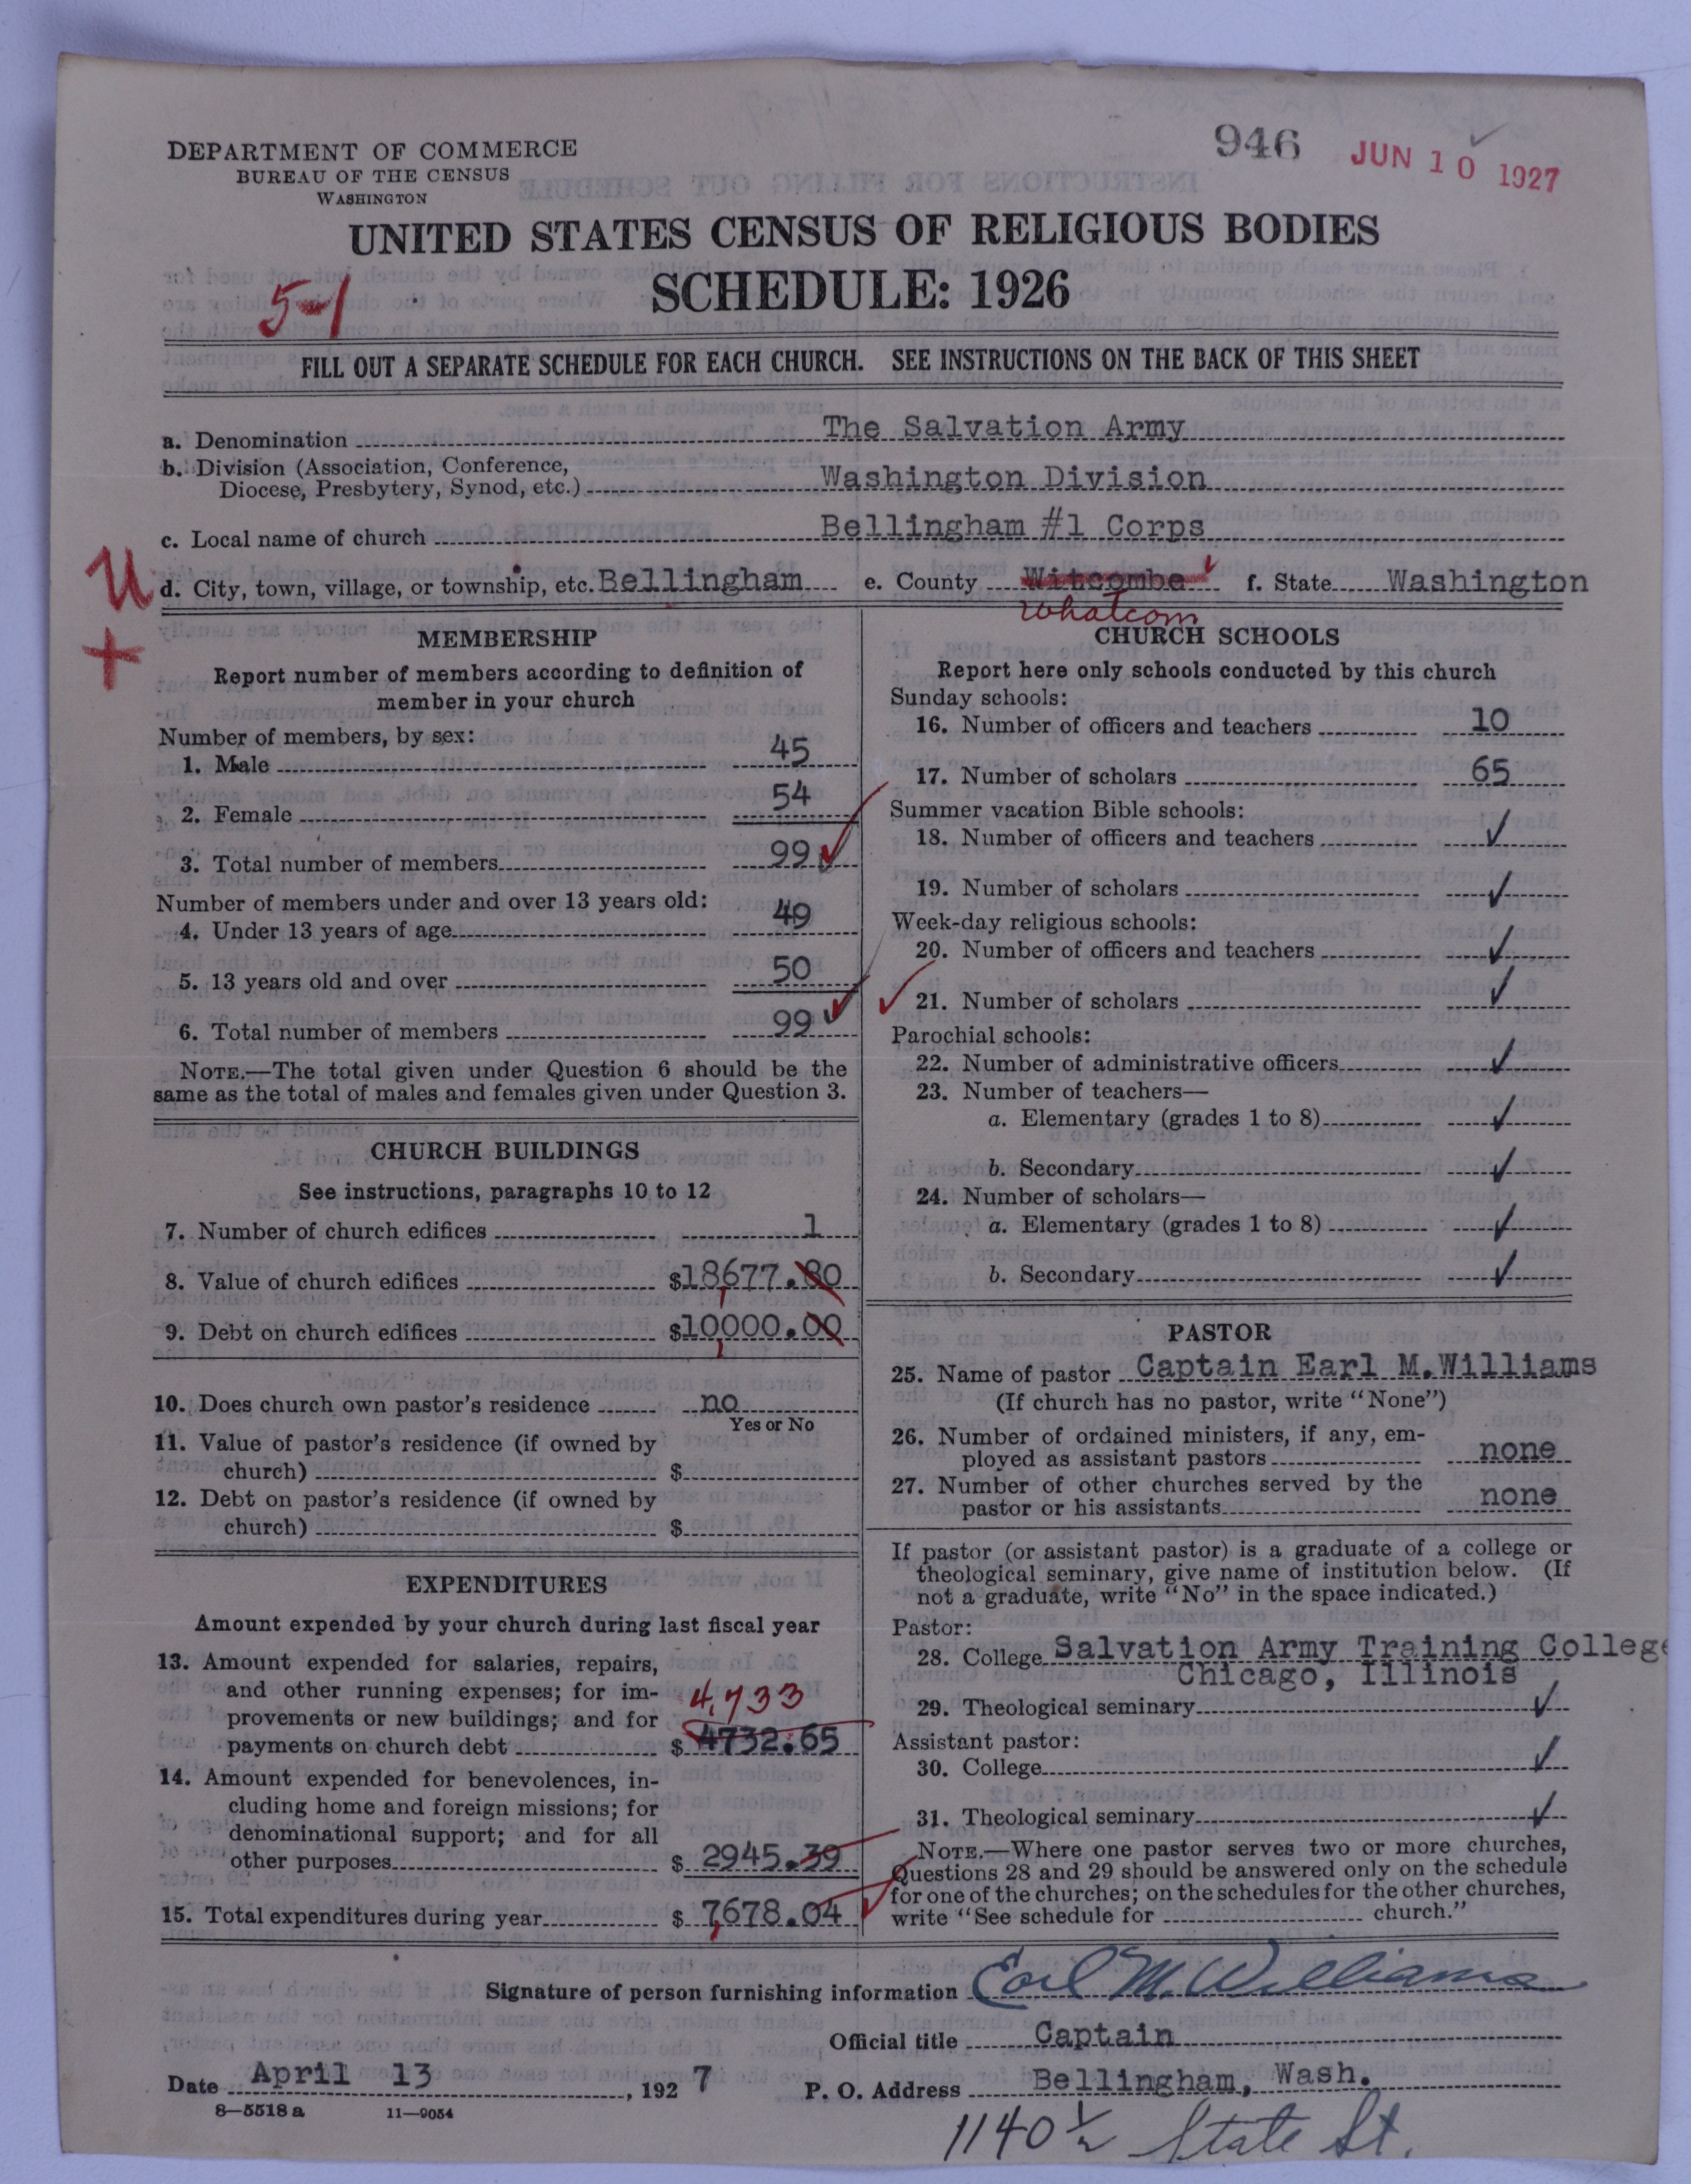 DEPARTMENT OF COMMERCE
BUREAU OF THE CENSUS
WASHINGTON
946
JUN 10 1927
UNITED STATES CENSUS OF RELIGIOUS BODIES
SCHEDULE: 1926
5-1
FILL OUT A SEPARATE SCHEDULE FOR EACH CHURCH. SEE INSTRUCTIONS ON THE BACK OF THIS SHEET
a. Denomination The Salvation Army
b. Division (Association, Conference,
Diocese, Presbytery, Synod, etc.) Washington Division
c. Local name of church Bellingham #1 Corps
U
d. City, town, village, or township, etc. Bellingham e. County Witcombe f. State Washington
Whatcom
+
MEMBERSHIP
Report number of members according to definition of
member in your church
Number of members, by sex:
1. Male 45
2. Female 54
3. Total number of members 99
Number of members under and over 13 years old:
4. Under 13 years of age 49
5. 13 years old and over 50
6. Total number of members 99
NOTE.—The total given under Question 6 should be the
same as the total of males and females given under Question 3.
CHURCH BUILDINGS
See instructions, paragraphs 10 to 12
7. Number of church edifices 1
8. Value of church edifices $18,677.80
9. Debt on church edifices $10,000.00
10. Does church own pastor's residence no
Yes or No
11. Value of pastor's residence (if owned by
church) $
12. Debt on pastor's residence (if owned by
church) $
EXPENDITURES
Amount expended by your church during last fiscal year
13. Amount expended for salaries, repairs,
and other running expenses; for im-
4,733
provements or new buildings; and for
payments on church debt $ 4732.65
14. Amount expended for benevolences, in-
cluding home and foreign missions; for
denominational support; and for all
other purposes $ 2945.39
15. Total expenditures during year $ 7,678.04
CHURCH SCHOOLS
Report here only schools conducted by this church
Sunday schools:
16. Number of officers and teachers 10
17. Number of scholars 65
Summer vacation Bible schools:
18. Number of officers and teachers
19. Number of scholars
Week-day religious schools:
20. Number of officers and teachers
21. Number of scholars
Parochial schools:
22. Number of administrative officers
23. Number of teachers—
a. Elementary (grades 1 to 8)
b. Secondary
24. Number of scholars—
a. Elementary (grades 1 to 8)
b. Secondary
PASTOR
25. Name of pastor Captain Earl M. Williams
(If church has no pastor, write "None")
26. Number of ordained ministers, if any, em-
ployed as assistant pastors none
27. Number of other churches served by the
pastor or his assistants none
If pastor (or assistant pastor) is a graduate of a college or
theological seminary, give name of institution below. (If
not a graduate, write "No" in the space indicated.)
Pastor:
28. College Salvation Army Training College
Chicago, Illinois
29. Theological seminary
Assistant pastor:
30. College
31. Theological seminary
NOTE.—Where one pastor serves two or more churches,
Questions 28 and 29 should be answered only on the schedule
for one of the churches; on the schedules for the other churches,
write "See schedule for church."
Signature of person furnishing information Earl M. Williams
Official title Captain
Date April 13, 1927 P. O. Address Bellingham, Wash.
8—5518 a 11—9054
1140 ½ State St.